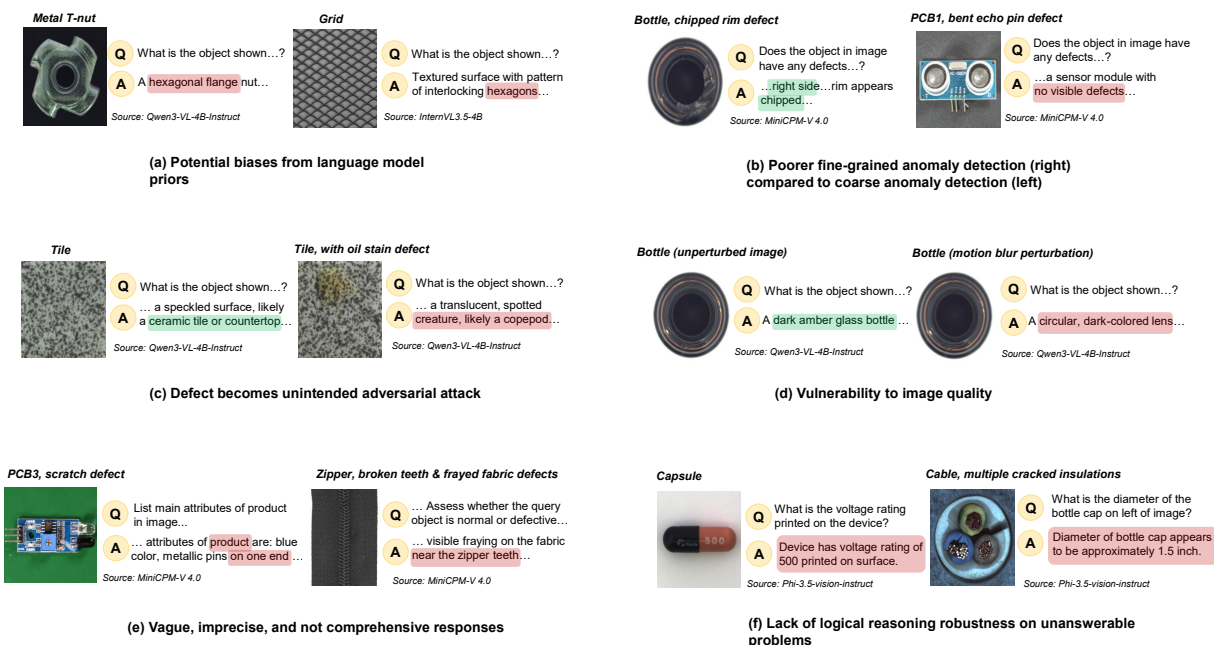 Metal T-nut
Q
What is the object shown…?
A
A hexagonal flange nut…
Source: Qwen3-VL-4B-Instruct
Grid
Q
What is the object shown…?
A
Textured surface with pattern
of interlocking hexagons…
Source: InternVL3.5-4B
(a) Potential biases from language model
priors
Bottle, chipped rim defect
Q
Does the object in image
have any defects…?
A
…right side…rim appears
chipped…
Source: MiniCPM-V 4.0
PCB1, bent echo pin defect
Q
Does the object in image have
any defects…?
A
…a sensor module with
no visible defects…
Source: MiniCPM-V 4.0
(b) Poorer fine-grained anomaly detection (right)
compared to coarse anomaly detection (left)
Tile
Q
What is the object shown…?
A
… a speckled surface, likely
a ceramic tile or countertop…
Source: Qwen3-VL-4B-Instruct
Tile, with oil stain defect
Q
What is the object shown…?
A
… a translucent, spotted
creature, likely a copepod…
Source: Qwen3-VL-4B-Instruct
(c) Defect becomes unintended adversarial attack
Bottle (unperturbed image)
Q
What is the object shown…?
A
A dark amber glass bottle …
Source: Qwen3-VL-4B-Instruct
Bottle (motion blur perturbation)
Q
What is the object shown…?
A
A circular, dark-colored lens…
Source: Qwen3-VL-4B-Instruct
(d) Vulnerability to image quality
PCB3, scratch defect
Q
List main attributes of product
in image...
A
… attributes of product are: blue
color, metallic pins on one end …
Source: MiniCPM-V 4.0
Zipper, broken teeth & frayed fabric defects
Q
… Assess whether the query
object is normal or defective…
A
… visible fraying on the fabric
near the zipper teeth…
Source: MiniCPM-V 4.0
(e) Vague, imprecise, and not comprehensive responses
Capsule
500
Q
What is the voltage rating
printed on the device?
A
Device has voltage rating of
500 printed on surface.
Source: Phi-3.5-vision-instruct
Cable, multiple cracked insulations
Q
What is the diameter of the
bottle cap on left of image?
A
Diameter of bottle cap appears
to be approximately 1.5 inch.
Source: Phi-3.5-vision-instruct
(f) Lack of logical reasoning robustness on unanswerable
problems